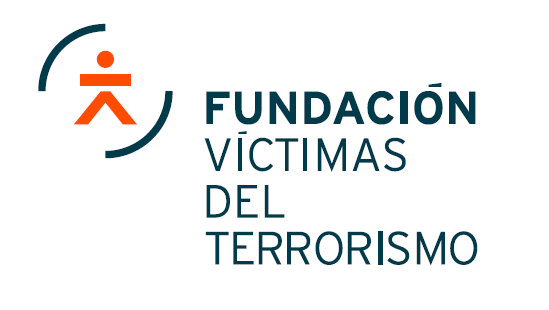 FUNDACIÓN
VÍCTIMAS
DEL
TERRORISMO